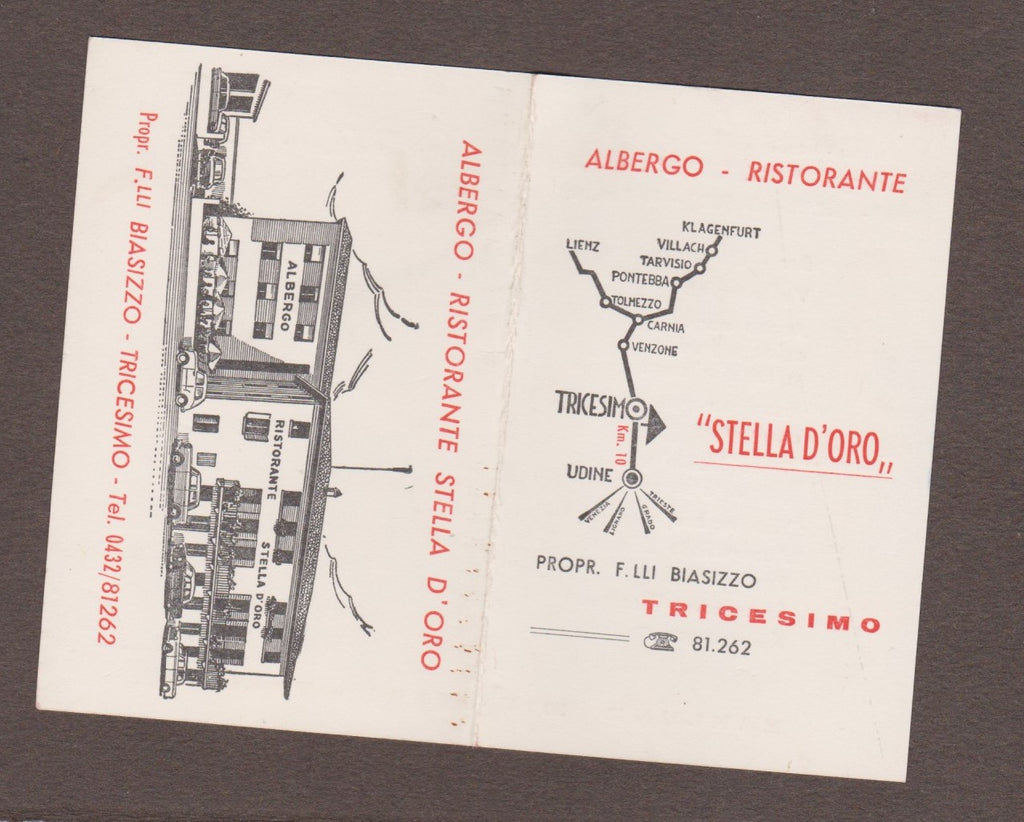 ALBERGO - RISTORANTE STELLA D'ORO
ALBERGO
RISTORANTE
STELLA D'ORO
Propr. F.LLI BIASIZZO - TRICESIMO - Tel. 0432/81262
ALBERGO - RISTORANTE
KLAGENFURT
LIENZ
VILLACH
TARVISIO
PONTEBBA
TOLMEZZO
CARNIA
VENZONE
TRICESIMO
Km. 10
"STELLA D'ORO„
UDINE
VENEZIA
LIGNANO
GRADO
TRIESTE
PROPR. F.LLI BIASIZZO
TRICESIMO
81.262